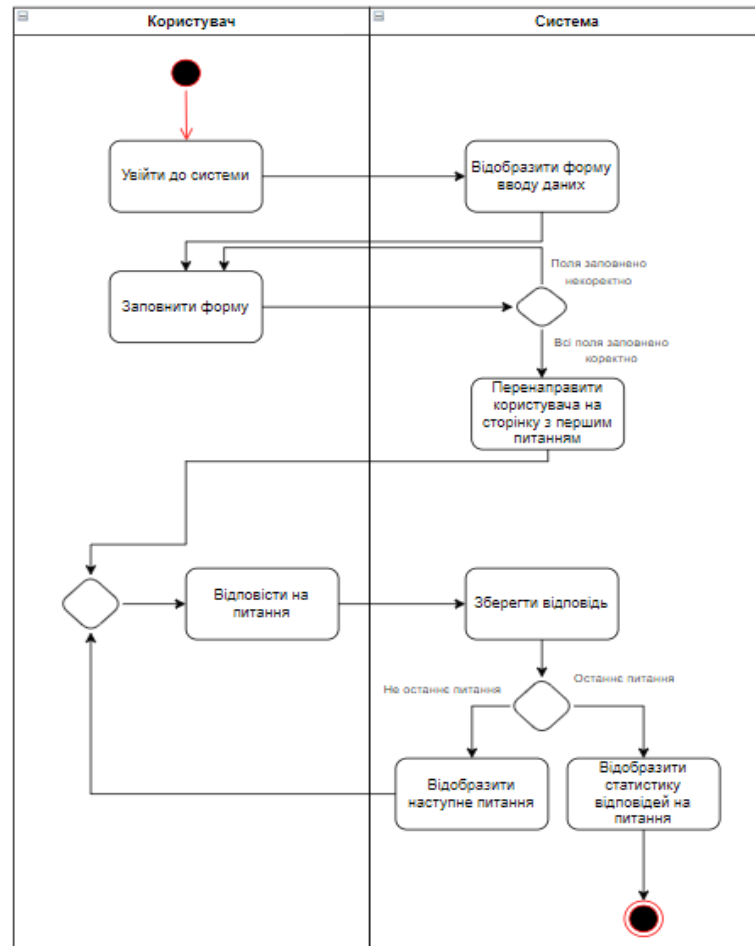 Користувач
Система
Увійти до системи
Відобразити форму
вводу даних
Поля заповнено
некоректно
Заповнити форму
Всі поля заповнено
коректно
Перенаправити
користувача на
сторінку з першим
питанням
Відповісти на
питання
Зберегти відповідь
Не останнє питання
Останнє питання
Відобразити
наступне питання
Відобразити
статистику
відповідей на
питання